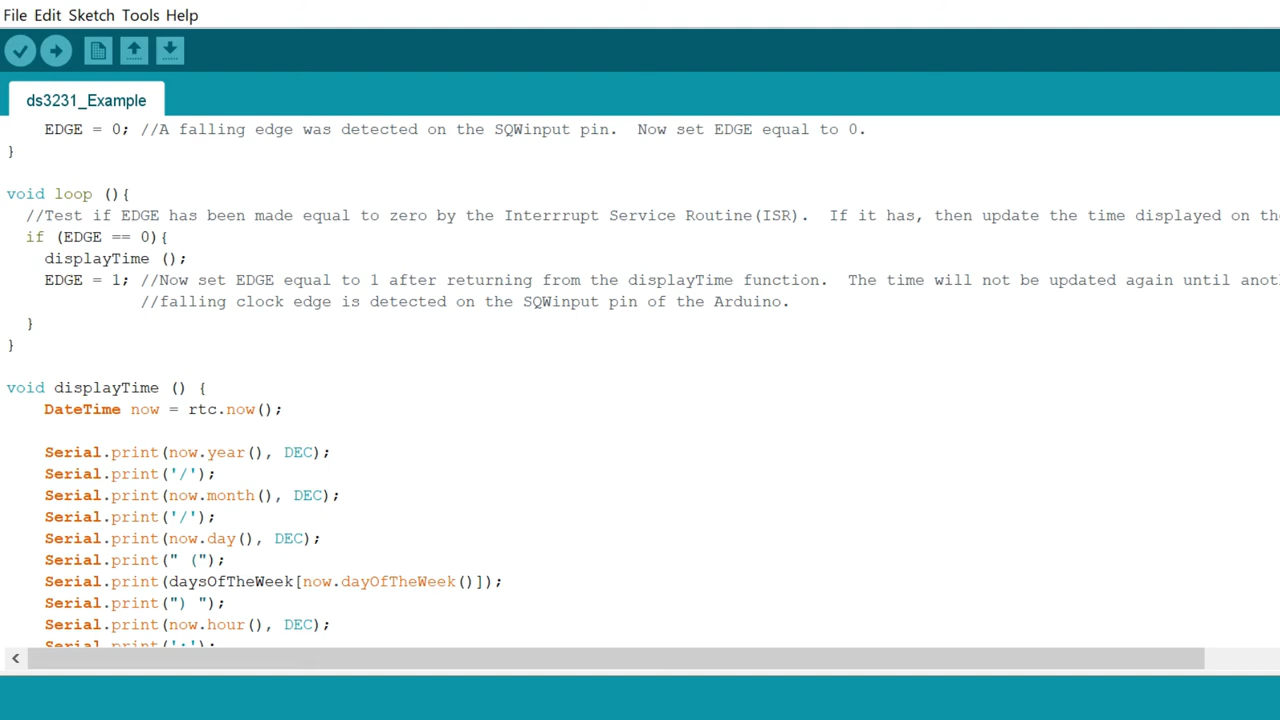 File Edit Sketch Tools Help
ds3231_Example
EDGE = 0; //A falling edge was detected on the SQWinput pin.  Now set EDGE equal to 0.
}
void loop (){
//Test if EDGE has been made equal to zero by the Interrrupt Service Routine(ISR).  If it has, then update the time displayed on the
if (EDGE == 0){
displayTime ();
EDGE = 1; //Now set EDGE equal to 1 after returning from the displayTime function.  The time will not be updated again until anot
//falling clock edge is detected on the SQWinput pin of the Arduino.
}
}
void displayTime () {
DateTime now = rtc.now();
Serial.print(now.year(), DEC);
Serial.print('/');
Serial.print(now.month(), DEC);
Serial.print('/');
Serial.print(now.day(), DEC);
Serial.print(" (");
Serial.print(daysOfTheWeek[now.dayOfTheWeek()]);
Serial.print(") ");
Serial.print(now.hour(), DEC);
Serial.print(':');